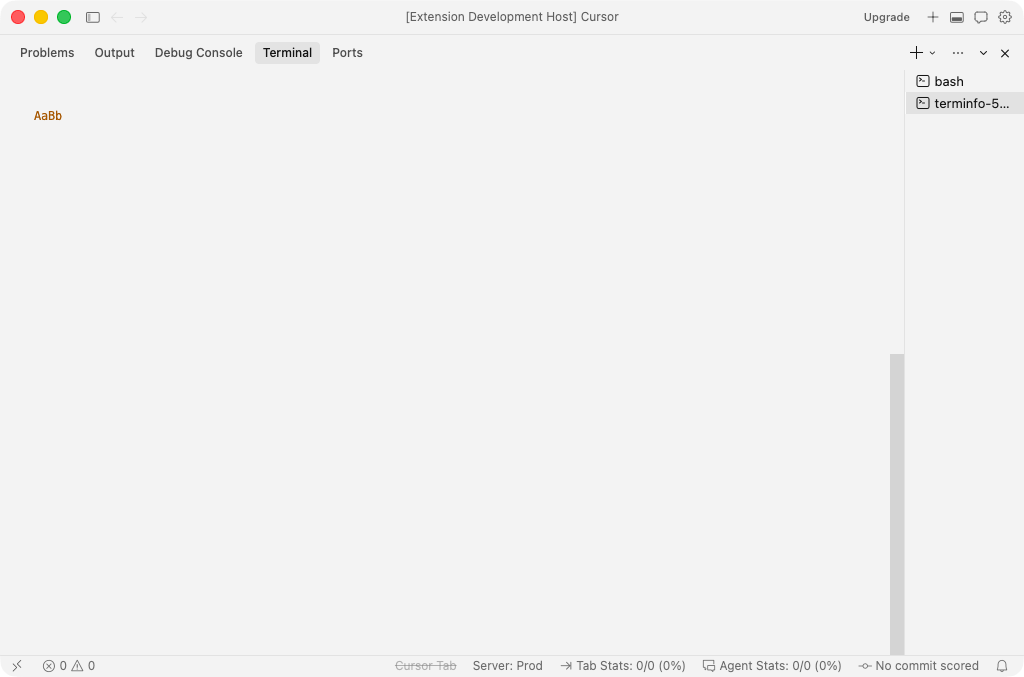 [Extension Development Host] Cursor
Upgrade
Problems Output Debug Console Terminal Ports
bash
terminfo-5...
AaBb
0 0
Cursor Tab Server: Prod Tab Stats: 0/0 (0%) Agent Stats: 0/0 (0%) No commit scored